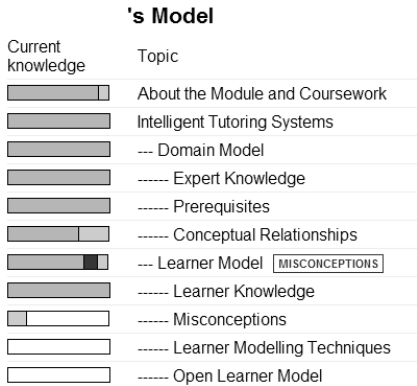 's Model
Current
knowledge
Topic
About the Module and Coursework
Intelligent Tutoring Systems
--- Domain Model
------ Expert Knowledge
------ Prerequisites
------ Conceptual Relationships
--- Learner Model MISCONCEPTIONS
------ Learner Knowledge
------ Misconceptions
------ Learner Modelling Techniques
------ Open Learner Model